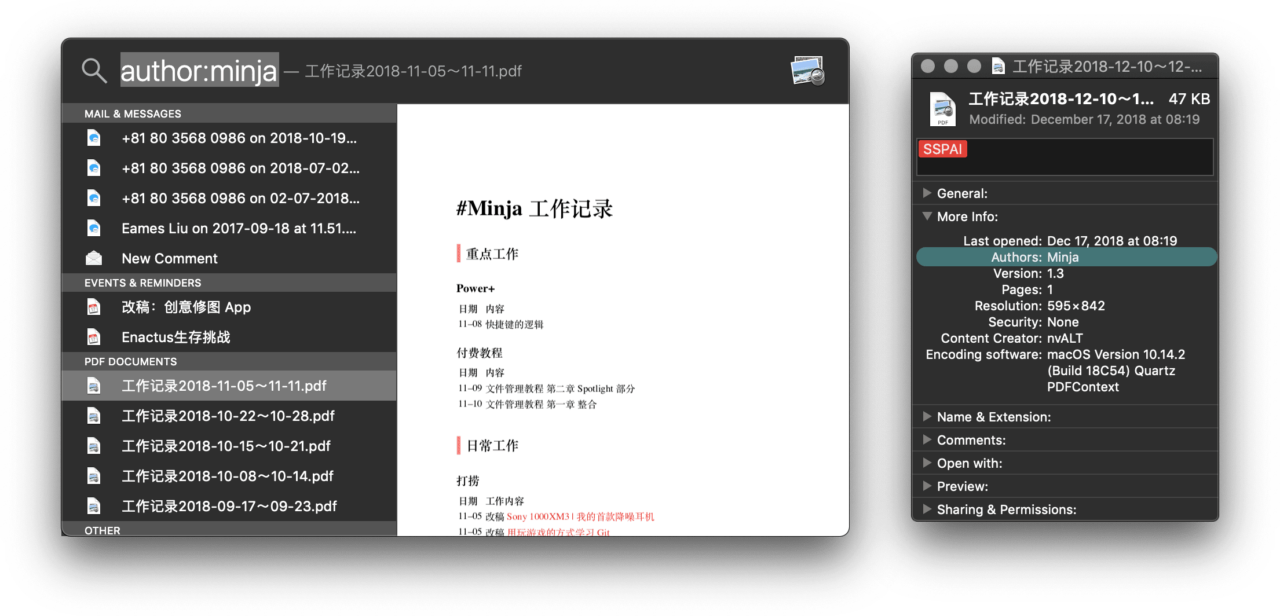 author:minja — 工作记录2018-11-05～11-11.pdf
MAIL & MESSAGES
+81 80 3568 0986 on 2018-10-19...
+81 80 3568 0986 on 2018-07-02...
+81 80 3568 0986 on 02-07-2018...
Eames Liu on 2017-09-18 at 11.51....
New Comment
EVENTS & REMINDERS
改稿：创意修图 App
Enactus生存挑战
PDF DOCUMENTS
工作记录2018-11-05～11-11.pdf
工作记录2018-10-22～10-28.pdf
工作记录2018-10-15～10-21.pdf
工作记录2018-10-08～10-14.pdf
工作记录2018-09-17～09-23.pdf
OTHER
#Minja 工作记录
重点工作
Power+
日期 内容
11-08 快捷键的逻辑
付费教程
日期 内容
11-09 文件管理教程 第二章 Spotlight 部分
11-10 文件管理教程 第一章 整合
日常工作
打捞
日期 工作内容
11-05 改稿 Sony 1000XM3 | 我的首款降噪耳机
11-05 改稿 用玩游戏的方式学习 Git
工作记录2018-12-10～12-...
工作记录2018-12-10～1... 47 KB
PDF
Modified: December 17, 2018 at 08:19
SSPAI
General:
More Info:
Last opened: Dec 17, 2018 at 08:19
Authors: Minja
Version: 1.3
Pages: 1
Resolution: 595×842
Security: None
Content Creator: nvALT
Encoding software: macOS Version 10.14.2
(Build 18C54) Quartz
PDFContext
Name & Extension:
Comments:
Open with:
Preview:
Sharing & Permissions: